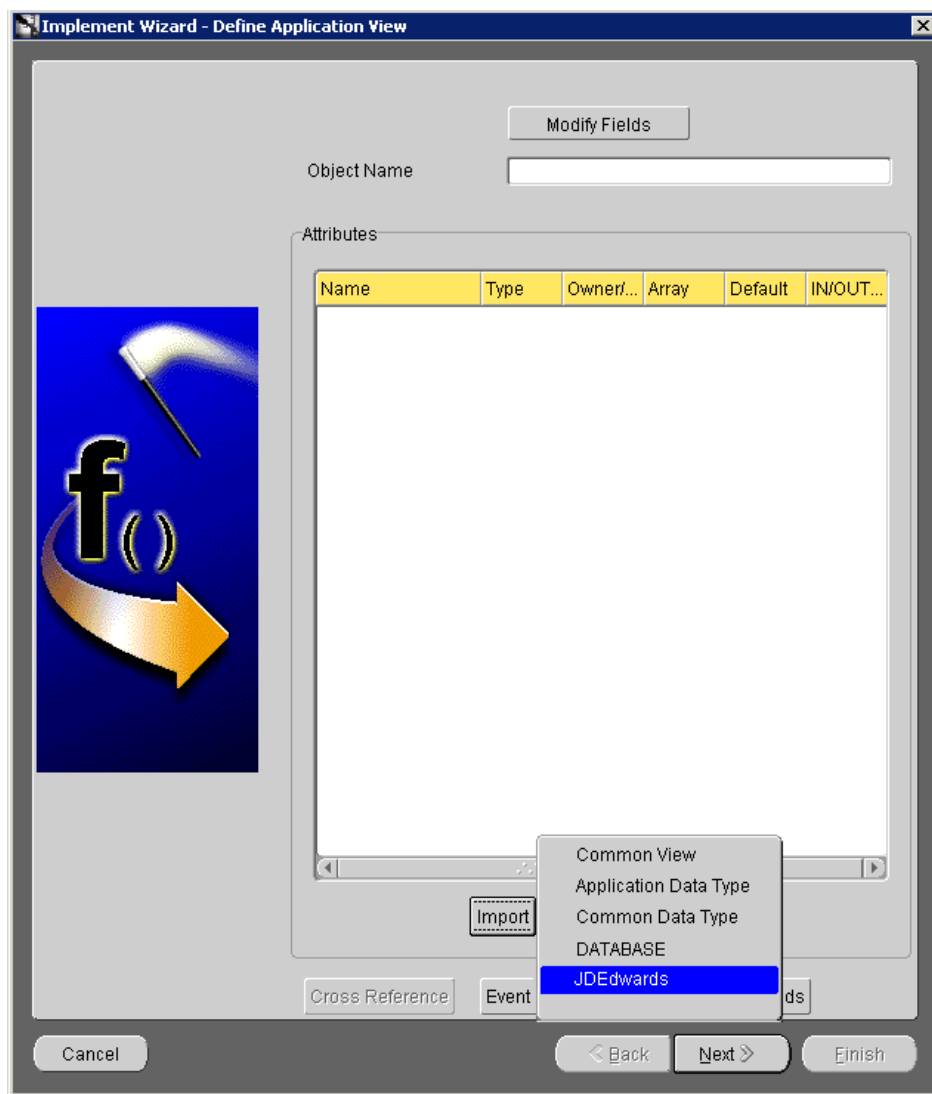 Implement Wizard - Define Application View
Modify Fields
Object Name
Attributes
Name Type Owner/... Array Default IN/OUT...
f()
Common View
Application Data Type
Import Common Data Type
DATABASE
JDEdwards
Cross Reference Event ds
Cancel Back Next Finish